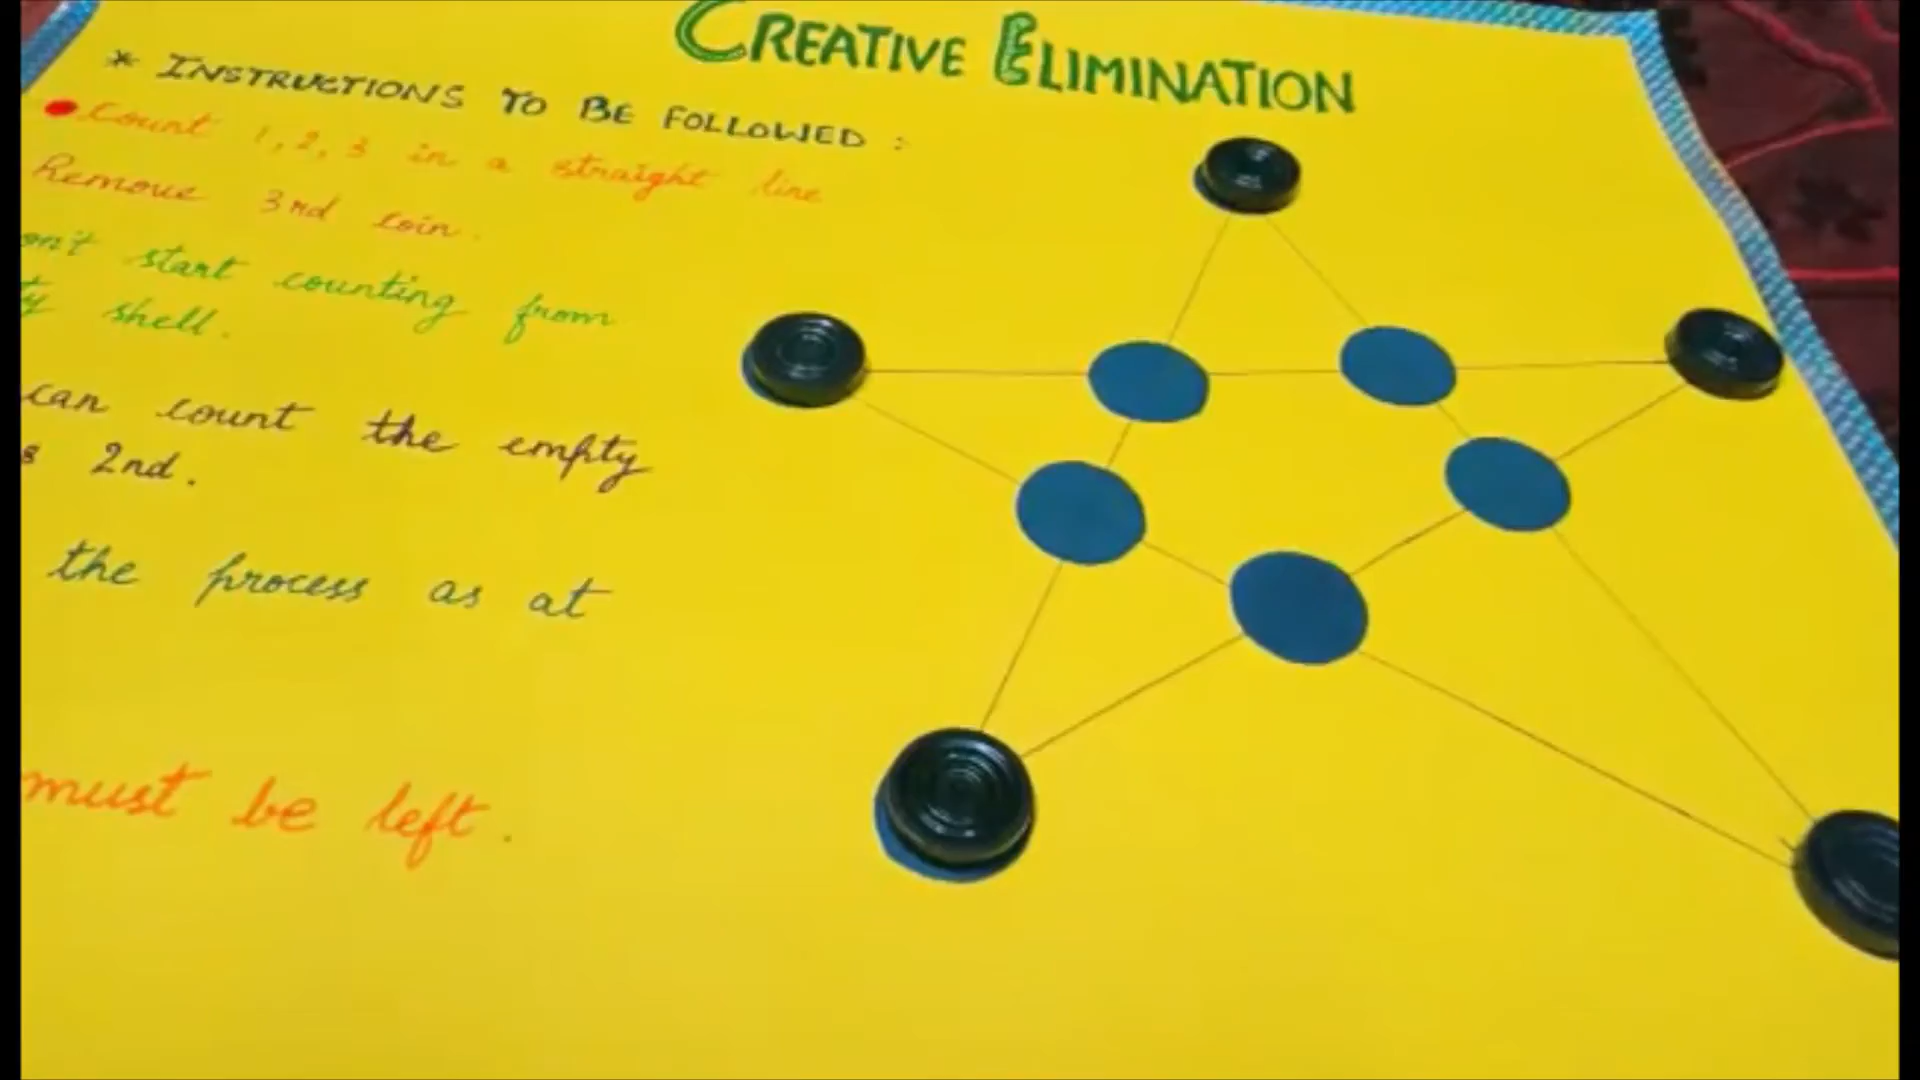 CREATIVE ELIMINATION
* INSTRUCTIONS TO BE FOLLOWED :
Count 1, 2, 3 in a straight line
Remove 3rd coin.
start counting from
shell.
can count the empty
2nd.
the process as at
must be left.